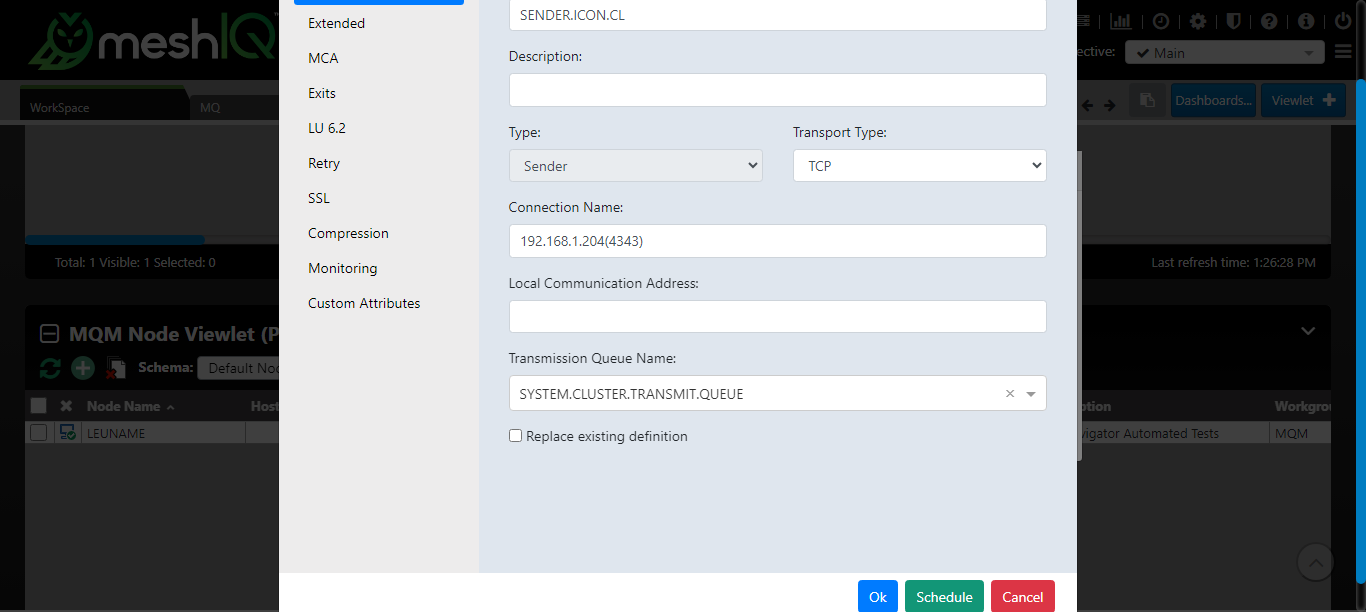 meshIQ
Extended
MCA
Exits
LU 6.2
Retry
SSL
Compression
Monitoring
Custom Attributes
SENDER.ICON.CL
Description:
Type:
Transport Type:
Sender
TCP
Connection Name:
192.168.1.204(4343)
Local Communication Address:
Transmission Queue Name:
SYSTEM.CLUSTER.TRANSMIT.QUEUE
Replace existing definition
Ok
Schedule
Cancel
ective:
Main
WorkSpace
MQ
Dashboards...
Viewlet
Total: 1 Visible: 1 Selected: 0
Last refresh time: 1:26:28 PM
MQM Node Viewlet (P
Schema:
Default Noc
Node Name
Host
ption
Workgrou
LEUNAME
vigator Automated Tests
MQM